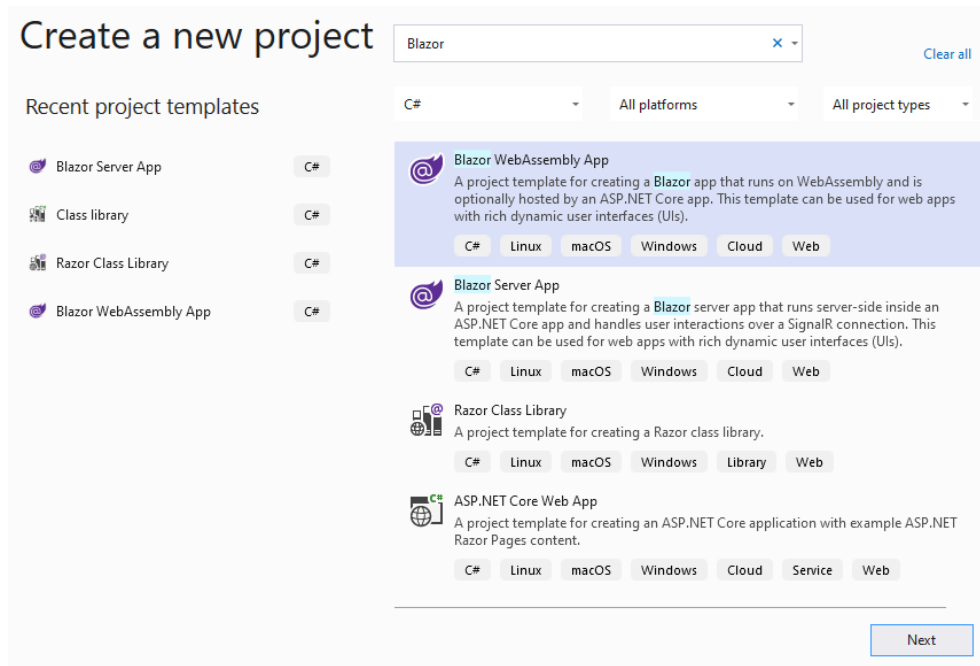 Create a new project
Blazor
Clear all
Recent project templates
C#
All platforms
All project types
Blazor Server App
C#
Class library
C#
Razor Class Library
C#
Blazor WebAssembly App
C#
Blazor WebAssembly App
A project template for creating a Blazor app that runs on WebAssembly and is
optionally hosted by an ASP.NET Core app. This template can be used for web apps
with rich dynamic user interfaces (UIs).
C# Linux macOS Windows Cloud Web
Blazor Server App
A project template for creating a Blazor server app that runs server-side inside an
ASP.NET Core app and handles user interactions over a SignalR connection. This
template can be used for web apps with rich dynamic user interfaces (UIs).
C# Linux macOS Windows Cloud Web
Razor Class Library
A project template for creating a Razor class library.
C# Linux macOS Windows Library Web
ASP.NET Core Web App
A project template for creating an ASP.NET Core application with example ASP.NET
Razor Pages content.
C# Linux macOS Windows Cloud Service Web
Next